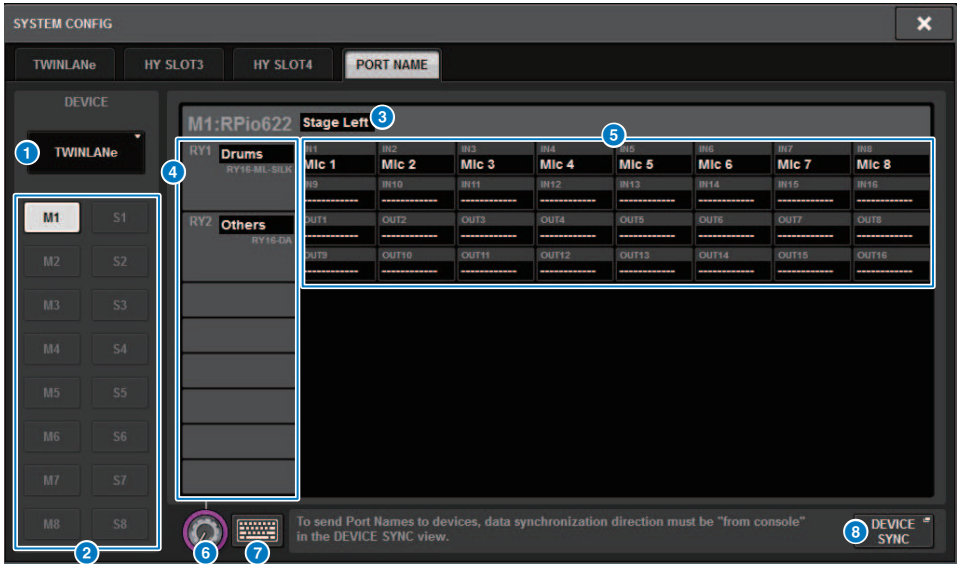 SYSTEM CONFIG
TWINLANe HY SLOT3 HY SLOT4 PORT NAME
DEVICE
1 TWINLANe
M1 S1
M2 S2
M3 S3
M4 S4
M5 S5
M6 S6
M7 S7
M8 S8
2
M1:RPio622 Stage Left 3
4
RY1 Drums
RY16-ML-SILK
RY2 Others
RY16-DA
5
IN1 IN2 IN3 IN4 IN5 IN6 IN7 IN8
MIc 1 MIc 2 MIc 3 MIc 4 MIc 5 MIc 6 MIc 7 MIc 8
IN9 IN10 IN11 IN12 IN13 IN14 IN15 IN16
------------ ------------ ------------ ------------ ------------ ------------ ------------ ------------
OUT1 OUT2 OUT3 OUT4 OUT5 OUT6 OUT7 OUT8
------------ ------------ ------------ ------------ ------------ ------------ ------------ ------------
OUT9 OUT10 OUT11 OUT12 OUT13 OUT14 OUT15 OUT16
------------ ------------ ------------ ------------ ------------ ------------ ------------ ------------
6 7
To send Port Names to devices, data synchronization direction must be "from console"
in the DEVICE SYNC view.
8 DEVICE
SYNC